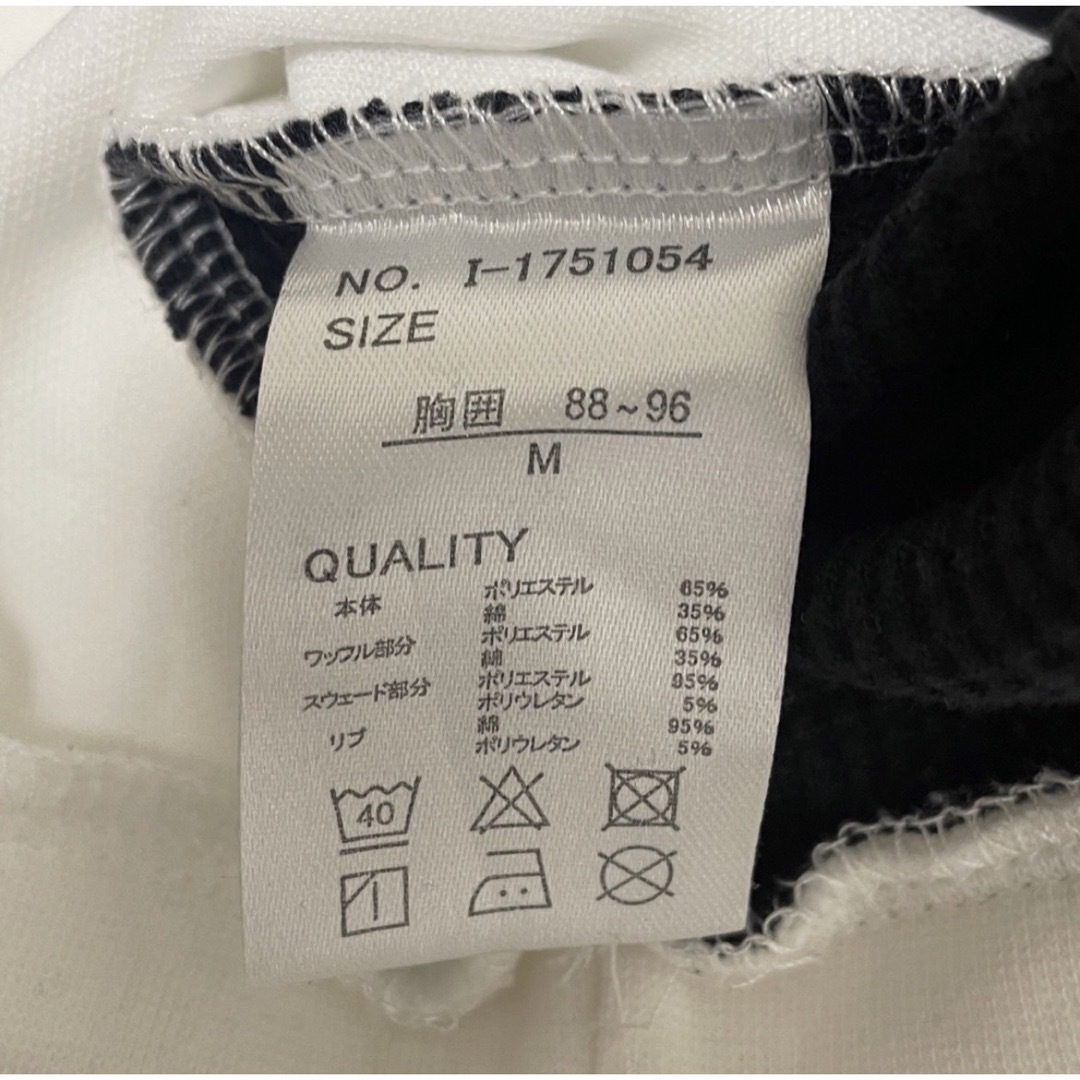 NO. I-1751054
SIZE
胸囲 88~96
M
QUALITY
本体 ポリエステル 65%
綿 35%
ワッフル部分 ポリエステル 65%
綿 35%
スウェード部分 ポリエステル 95%
ポリウレタン 5%
リブ 綿 95%
ポリウレタン 5%
40